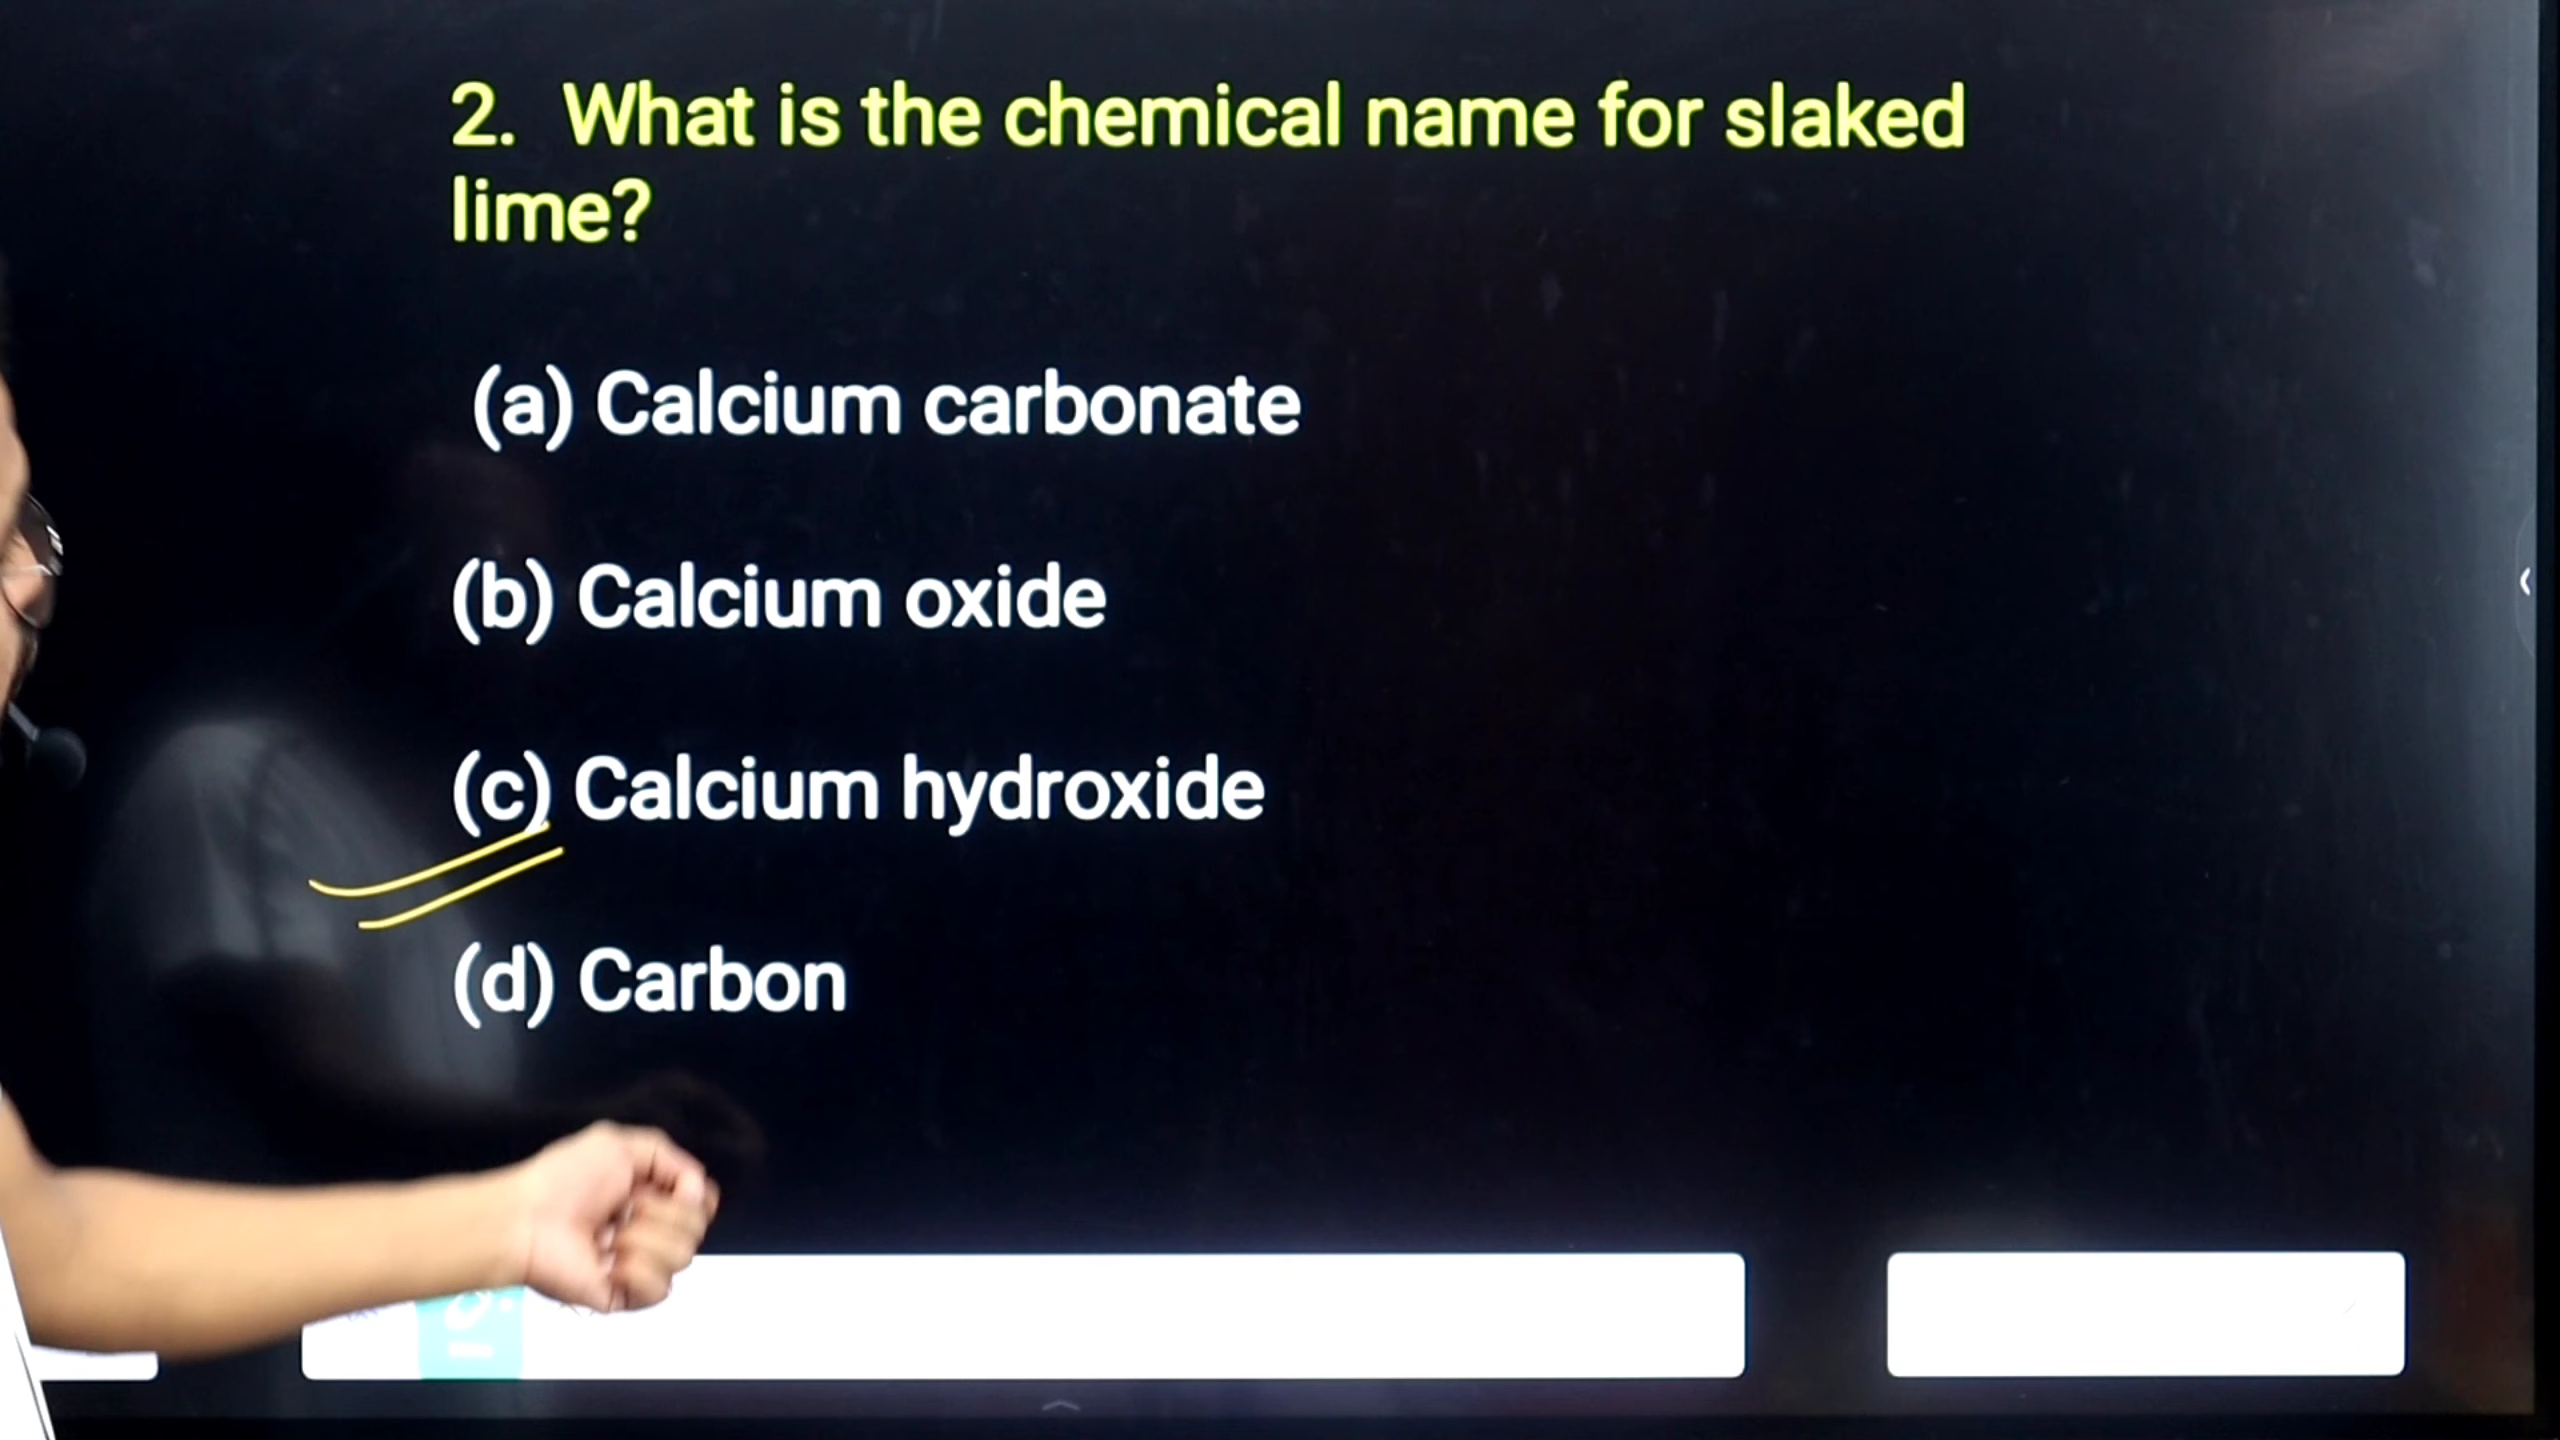 2. What is the chemical name for slaked
lime?
(a) Calcium carbonate
(b) Calcium oxide
(c) Calcium hydroxide
(d) Carbon